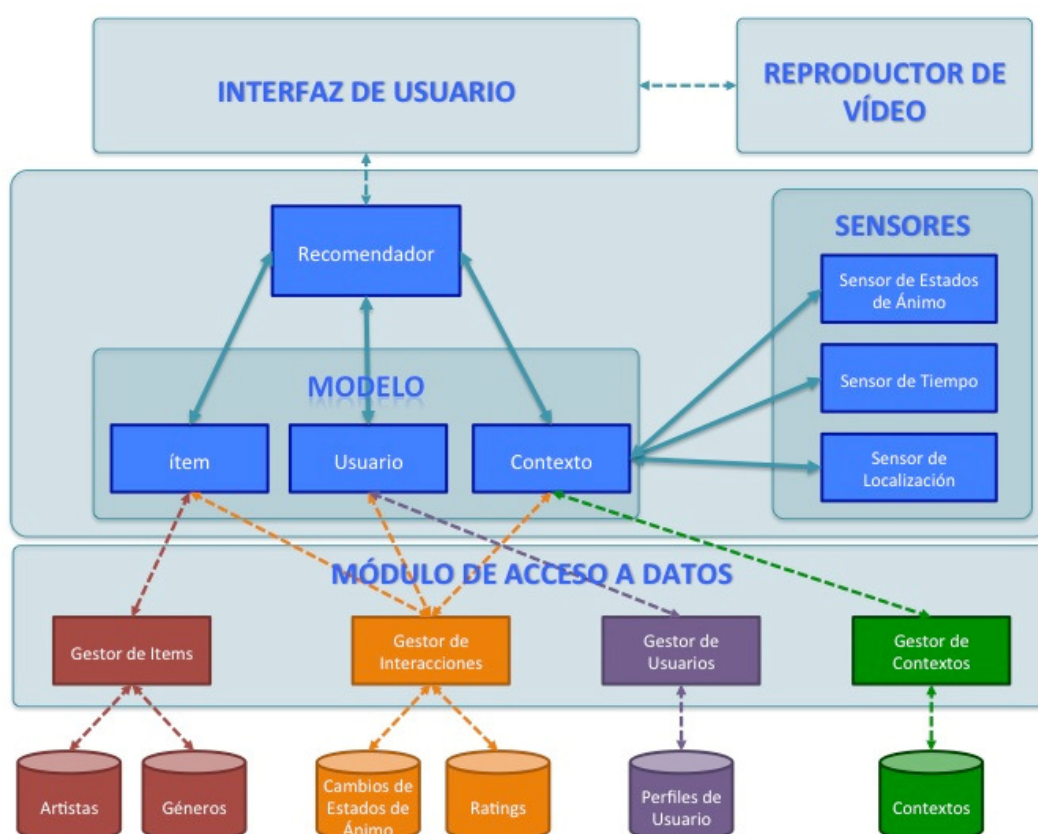 INTERFAZ DE USUARIO
REPRODUCTOR DE
VÍDEO
Recomendador
SENSORES
Sensor de Estados
de Ánimo
Sensor de Tiempo
Sensor de
Localización
MODELO
ítem
Usuario
Contexto
MÓDULO DE ACCESO A DATOS
Gestor de Items
Gestor de
Interacciones
Gestor de
Usuarios
Gestor de
Contextos
Artistas
Géneros
Cambios de
Estados de
Ánimo
Ratings
Perfiles de
Usuario
Contextos